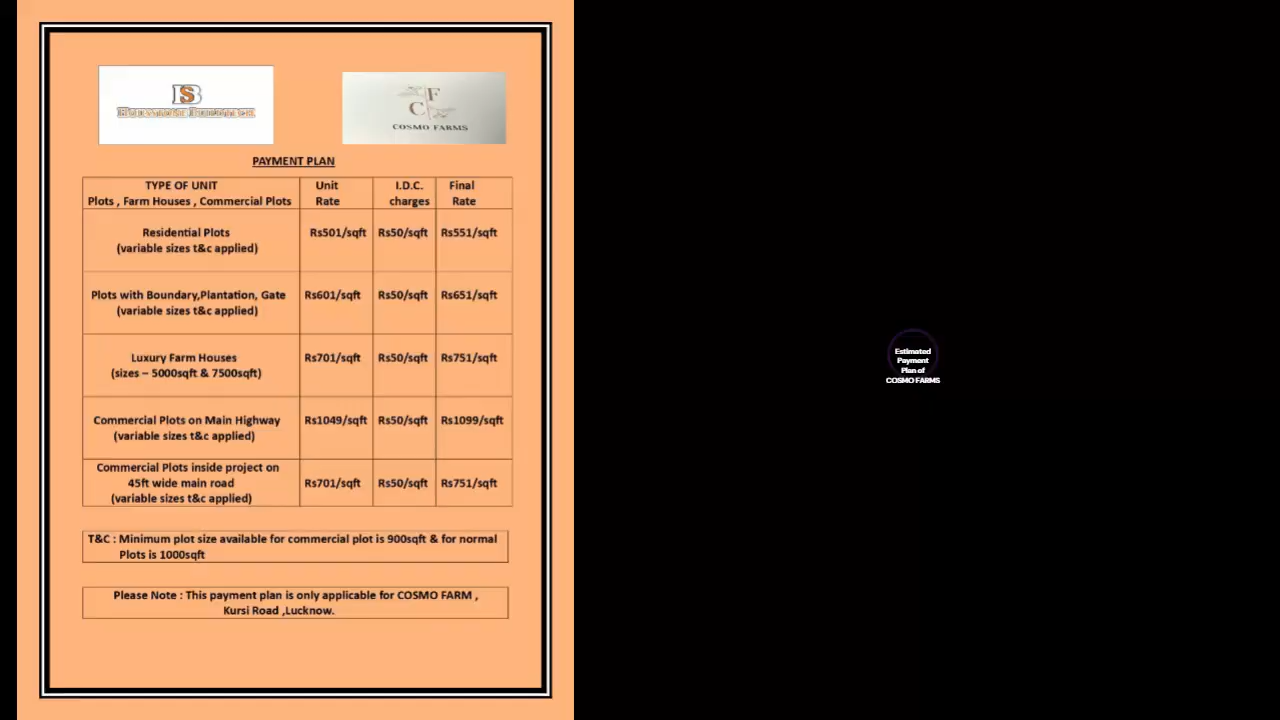 BS
CF
COSMO FARMS
PAYMENT PLAN
TYPE OF UNIT
Plots , Farm Houses , Commercial Plots
Unit
Rate
I.D.C.
charges
Final
Rate
Residential Plots
(variable sizes t&c applied)
Rs501/sqft
Rs50/sqft
Rs551/sqft
Plots with Boundary,Plantation, Gate
(variable sizes t&c applied)
Rs601/sqft
Rs50/sqft
Rs651/sqft
Luxury Farm Houses
(sizes – 5000sqft & 7500sqft)
Rs701/sqft
Rs50/sqft
Rs751/sqft
Commercial Plots on Main Highway
(variable sizes t&c applied)
Rs1049/sqft
Rs50/sqft
Rs1099/sqft
Commercial Plots inside project on
45ft wide main road
(variable sizes t&c applied)
Rs701/sqft
Rs50/sqft
Rs751/sqft
T&C : Minimum plot size available for commercial plot is 900sqft & for normal
Plots is 1000sqft
Please Note : This payment plan is only applicable for COSMO FARM ,
Kursi Road ,Lucknow.
Estimated
Payment
Plan of
COSMO FARMS